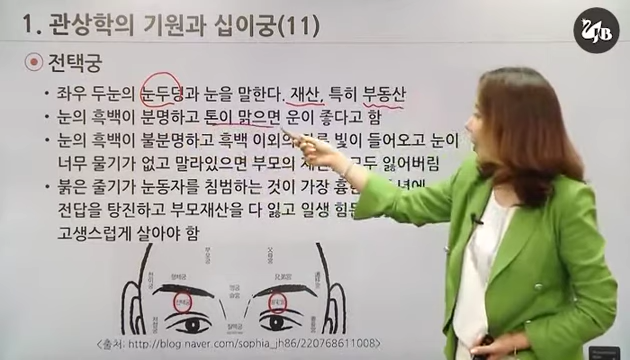 1. 관상학의 기원과 십이궁(11)
전택궁
• 좌우 두눈의 눈두덩과 눈을 말한다. 재산, 특히 부동산
• 눈의 흑백이 분명하고 톤이 맑으면 운이 좋다고 함
• 눈의 흑백이 불분명하고 흑백 이외의 빛이 들어오고 눈이
너무 물기가 없고 말라있으면 부모의 모두 잃어버림
• 붉은 줄기가 눈동자를 침범하는 것이 가장
전답을 탕진하고 부모재산을 다 잃고 일생
고생스럽게 살아야 함
전택궁
<출처: http://blog.naver.com/sophia_jh86/220768611008>
B